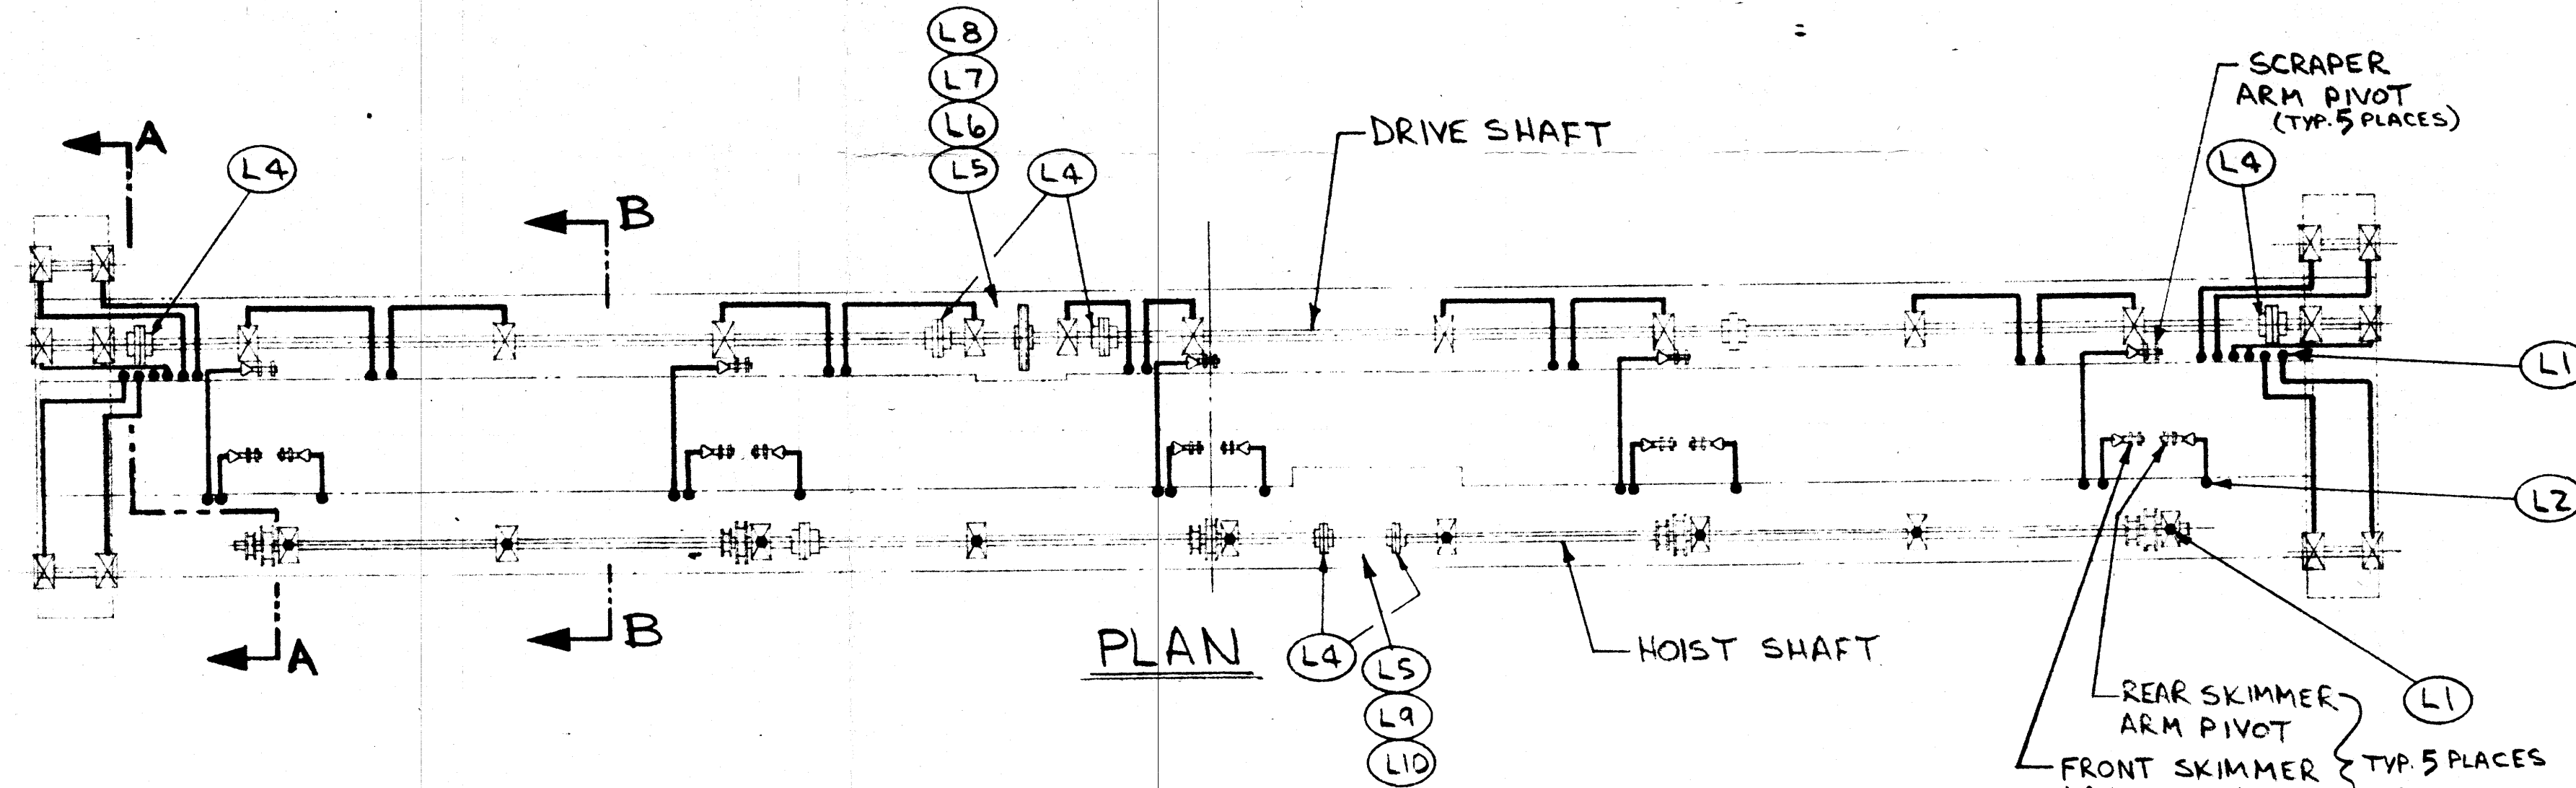 L8
L7
L6
L5
L4
A
L4
B
DRIVE SHAFT
SCRAPER
ARM PIVOT
(TYP. 5 PLACES)
L4
L1
L2
A
B
PLAN
L4
L5
L9
L10
HOIST SHAFT
L1
REAR SKIMMER
ARM PIVOT
FRONT SKIMMER
TYP. 5 PLACES